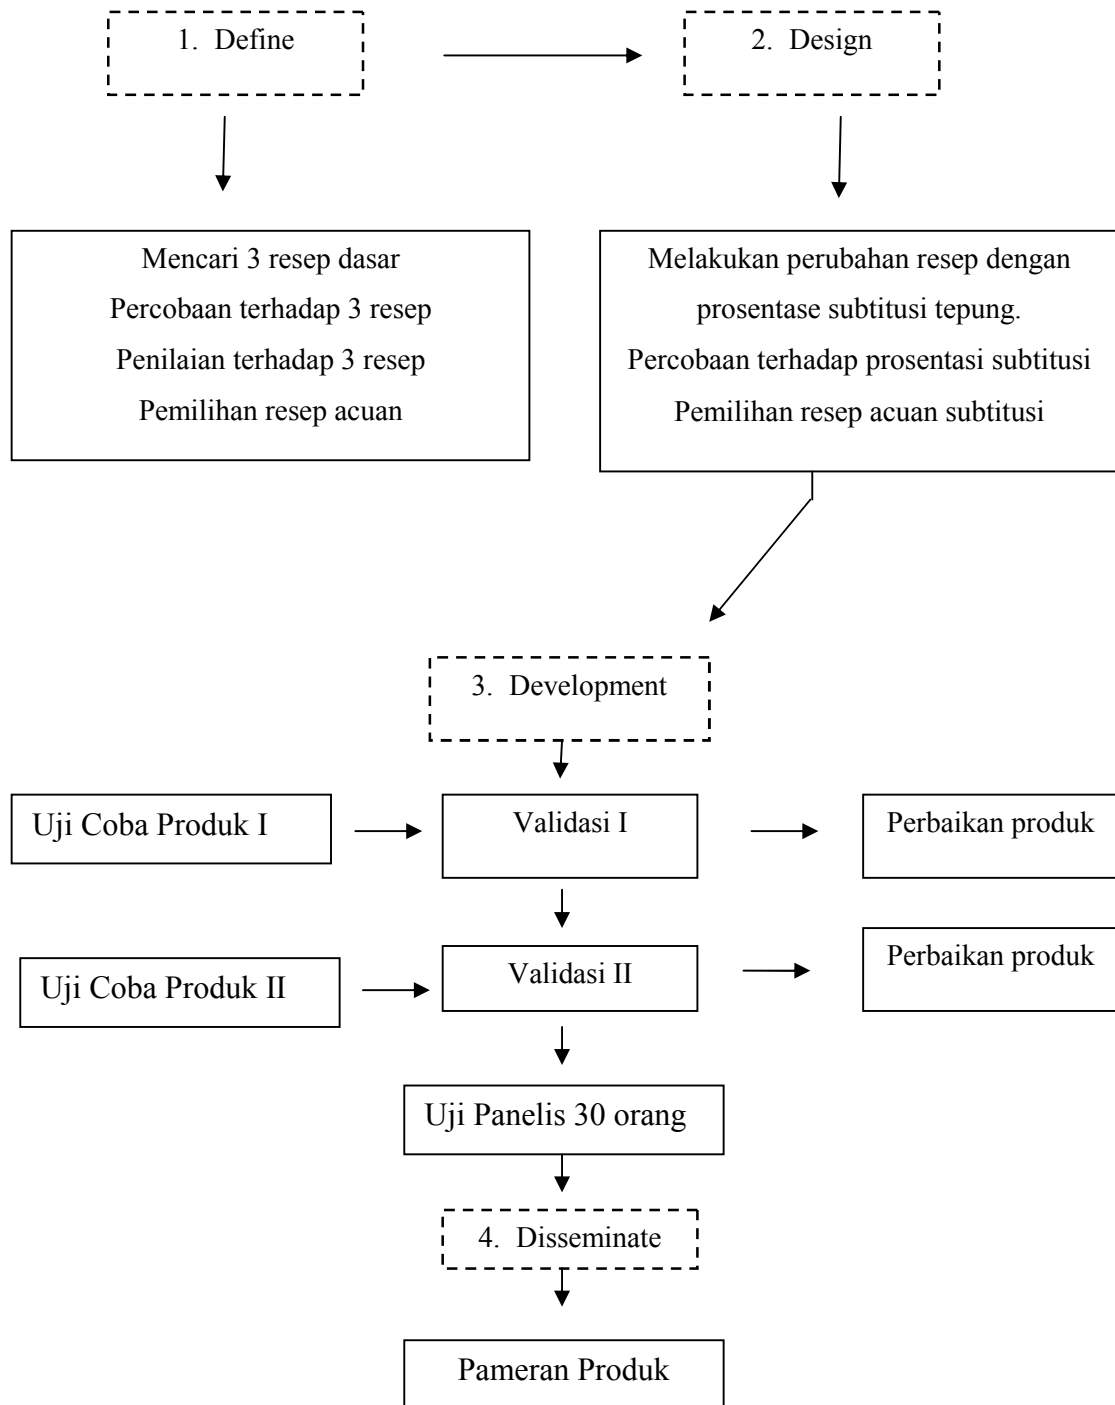 1. Define
2. Design
Mencari 3 resep dasar
Percobaan terhadap 3 resep
Penilaian terhadap 3 resep
Pemilihan resep acuan
Melakukan perubahan resep dengan
prosentase subtitusi tepung.
Percobaan terhadap prosentasi subtitusi
Pemilihan resep acuan subtitusi
3. Development
Uji Coba Produk I
Validasi I
Perbaikan produk
Uji Coba Produk II
Validasi II
Perbaikan produk
Uji Panelis 30 orang
4. Disseminate
Pameran Produk